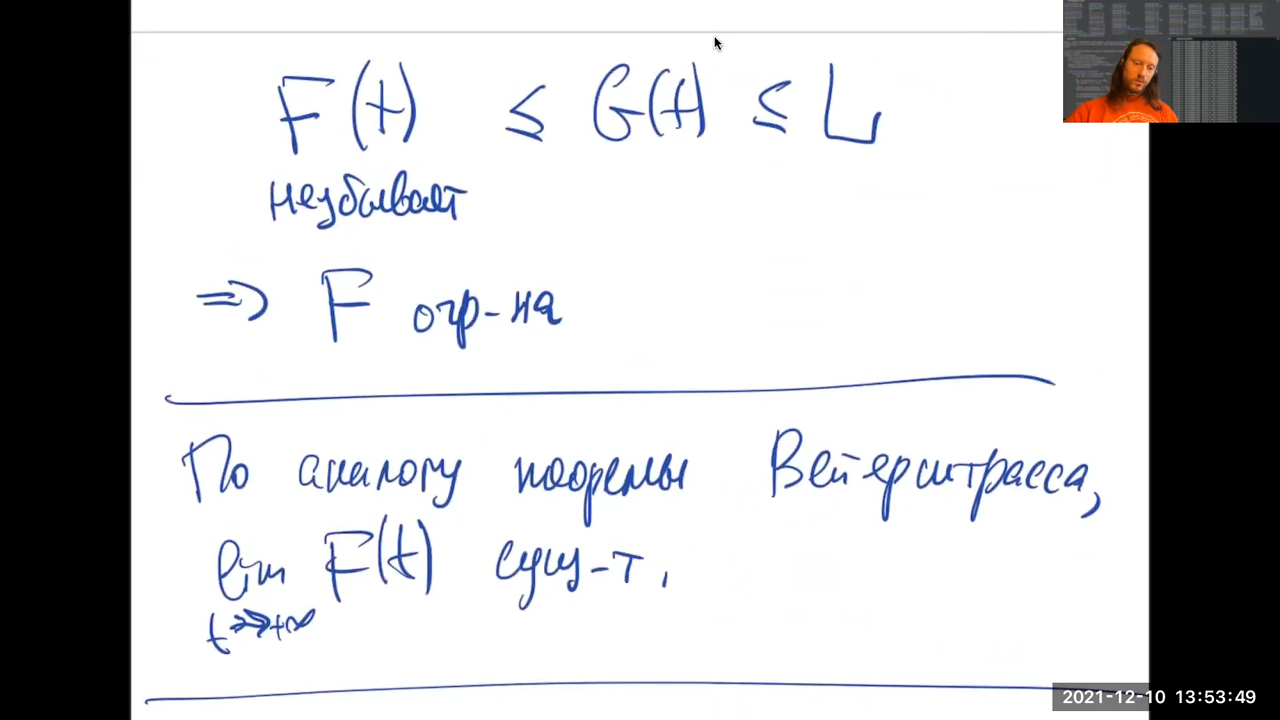 F(t) ≤ G(t) ≤ L
неубывает
⇒ F огр-на
По аналогу теоремы Вейерштрасса,
lim F(t) сущ-т,
t→+∞
2021-12-10 13:53:49